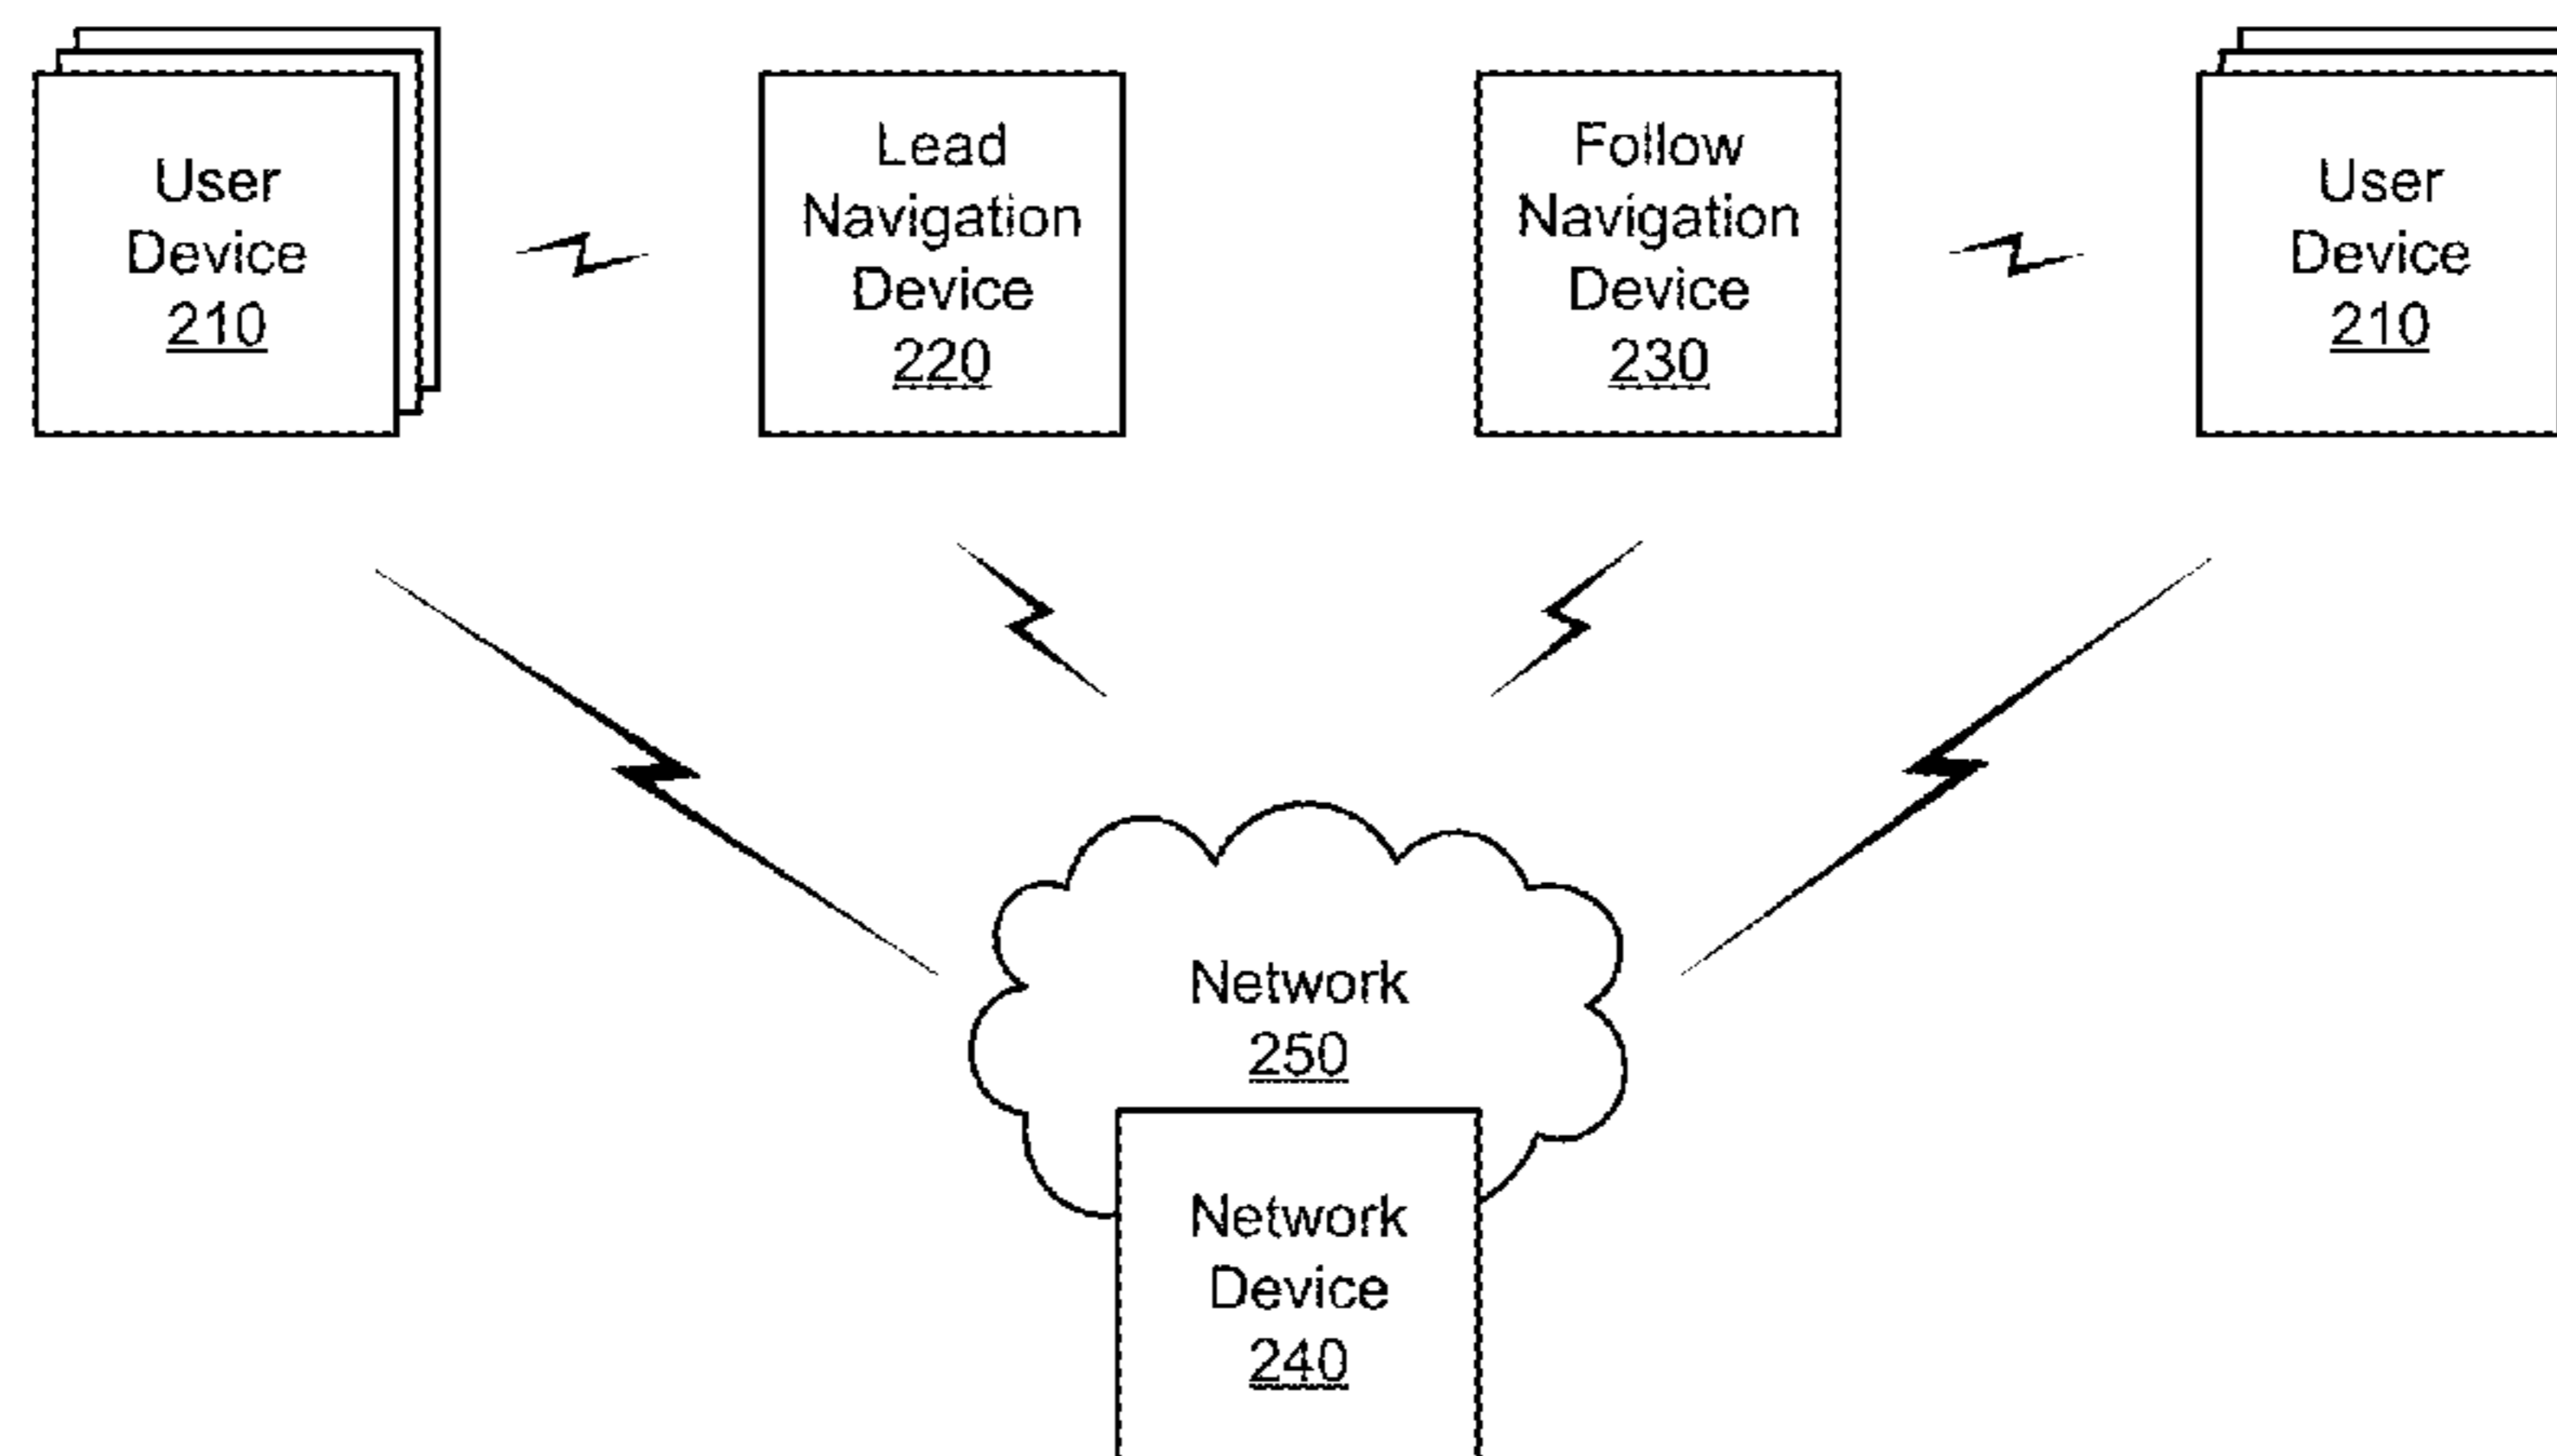 User
Device
210
Lead
Navigation
Device
220
Follow
Navigation
Device
230
User
Device
210
Network
250
Network
Device
240